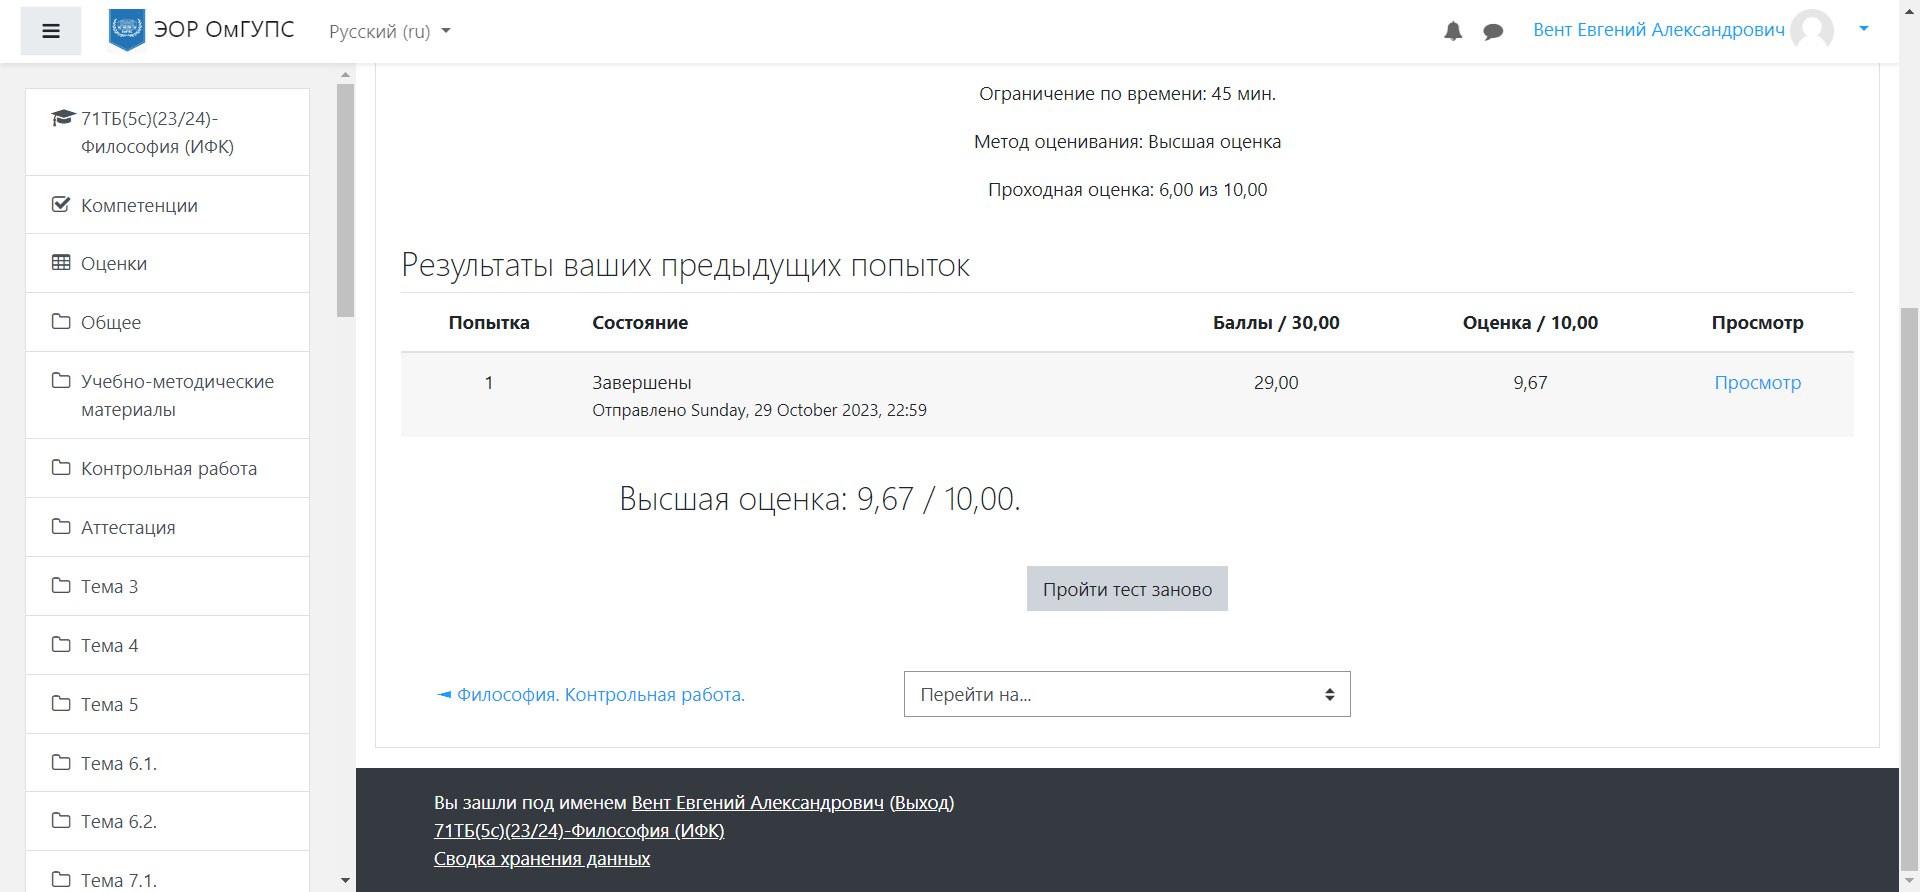 ЭОР ОмГУПС
Русский (ru)
Вент Евгений Александрович
71ТБ(5с)(23/24)-
Философия (ИФК)
Компетенции
Оценки
Общее
Учебно-методические
материалы
Контрольная работа
Аттестация
Тема 3
Тема 4
Тема 5
Тема 6.1.
Тема 6.2.
Тема 7.1.
Ограничение по времени: 45 мин.
Метод оценивания: Высшая оценка
Проходная оценка: 6,00 из 10,00
Результаты ваших предыдущих попыток
Попытка Состояние Баллы / 30,00 Оценка / 10,00 Просмотр
1 Завершены 29,00 9,67 Просмотр
Отправлено Sunday, 29 October 2023, 22:59
Высшая оценка: 9,67 / 10,00.
Пройти тест заново
◄ Философия. Контрольная работа.
Перейти на...
Вы зашли под именем Вент Евгений Александрович (Выход)
71ТБ(5с)(23/24)-Философия (ИФК)
Сводка хранения данных